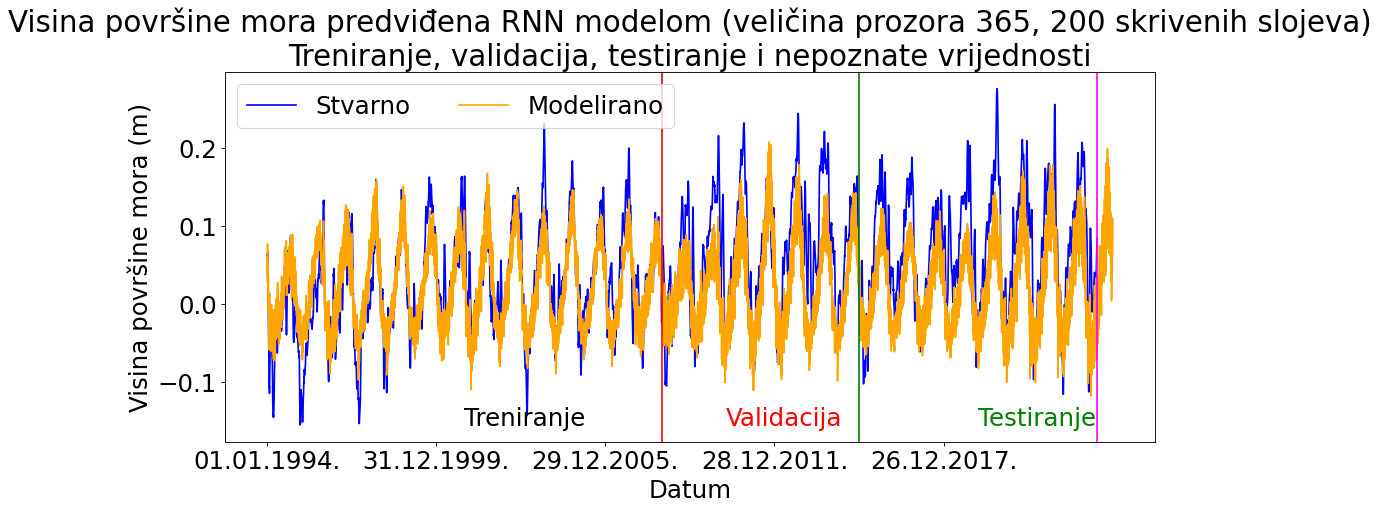 Visina površine mora predviđena RNN modelom (veličina prozora 365, 200 skrivenih slojeva)
Treniranje, validacija, testiranje i nepoznate vrijednosti
Stvarno Modelirano
Visina površine mora (m)
0.2
0.1
0.0
−0.1
Treniranje Validacija Testiranje
01.01.1994. 31.12.1999. 29.12.2005. 28.12.2011. 26.12.2017.
Datum